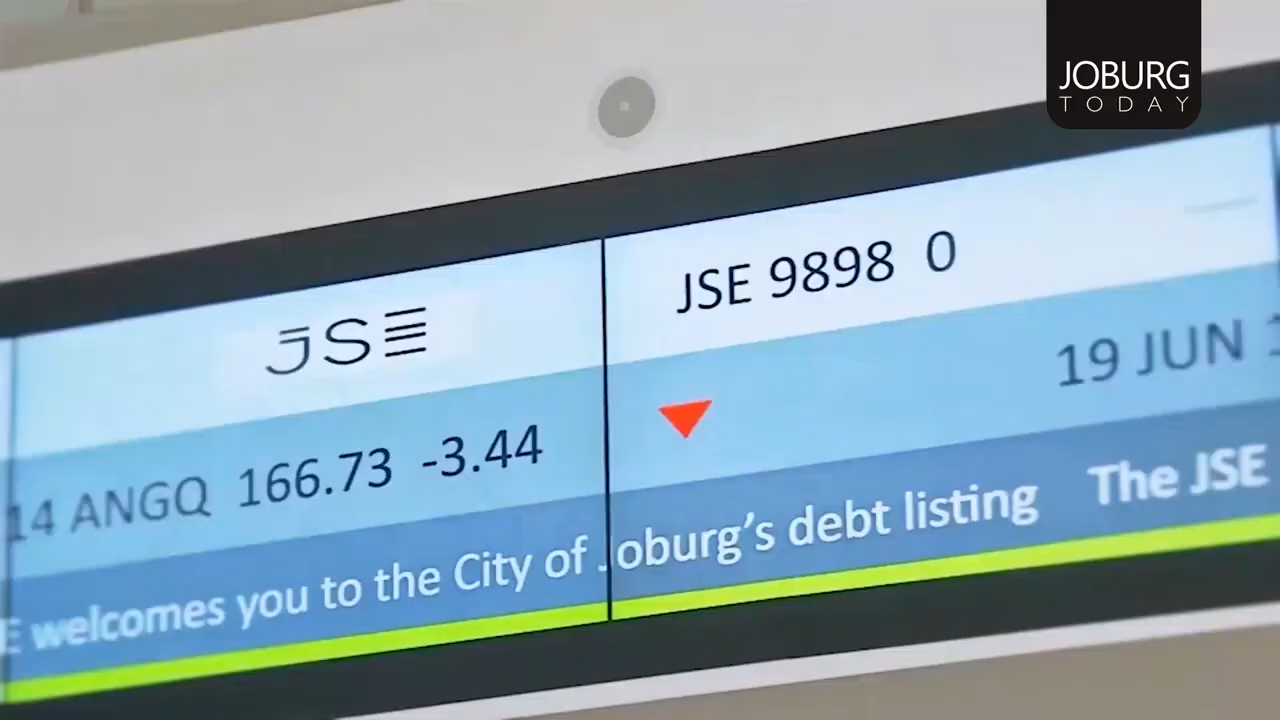 JOBURG
TODAY
JSE
JSE 9898 0
14 ANGQ 166.73 -3.44
19 JUN
welcomes you to the City of Joburg's debt listing The JSE